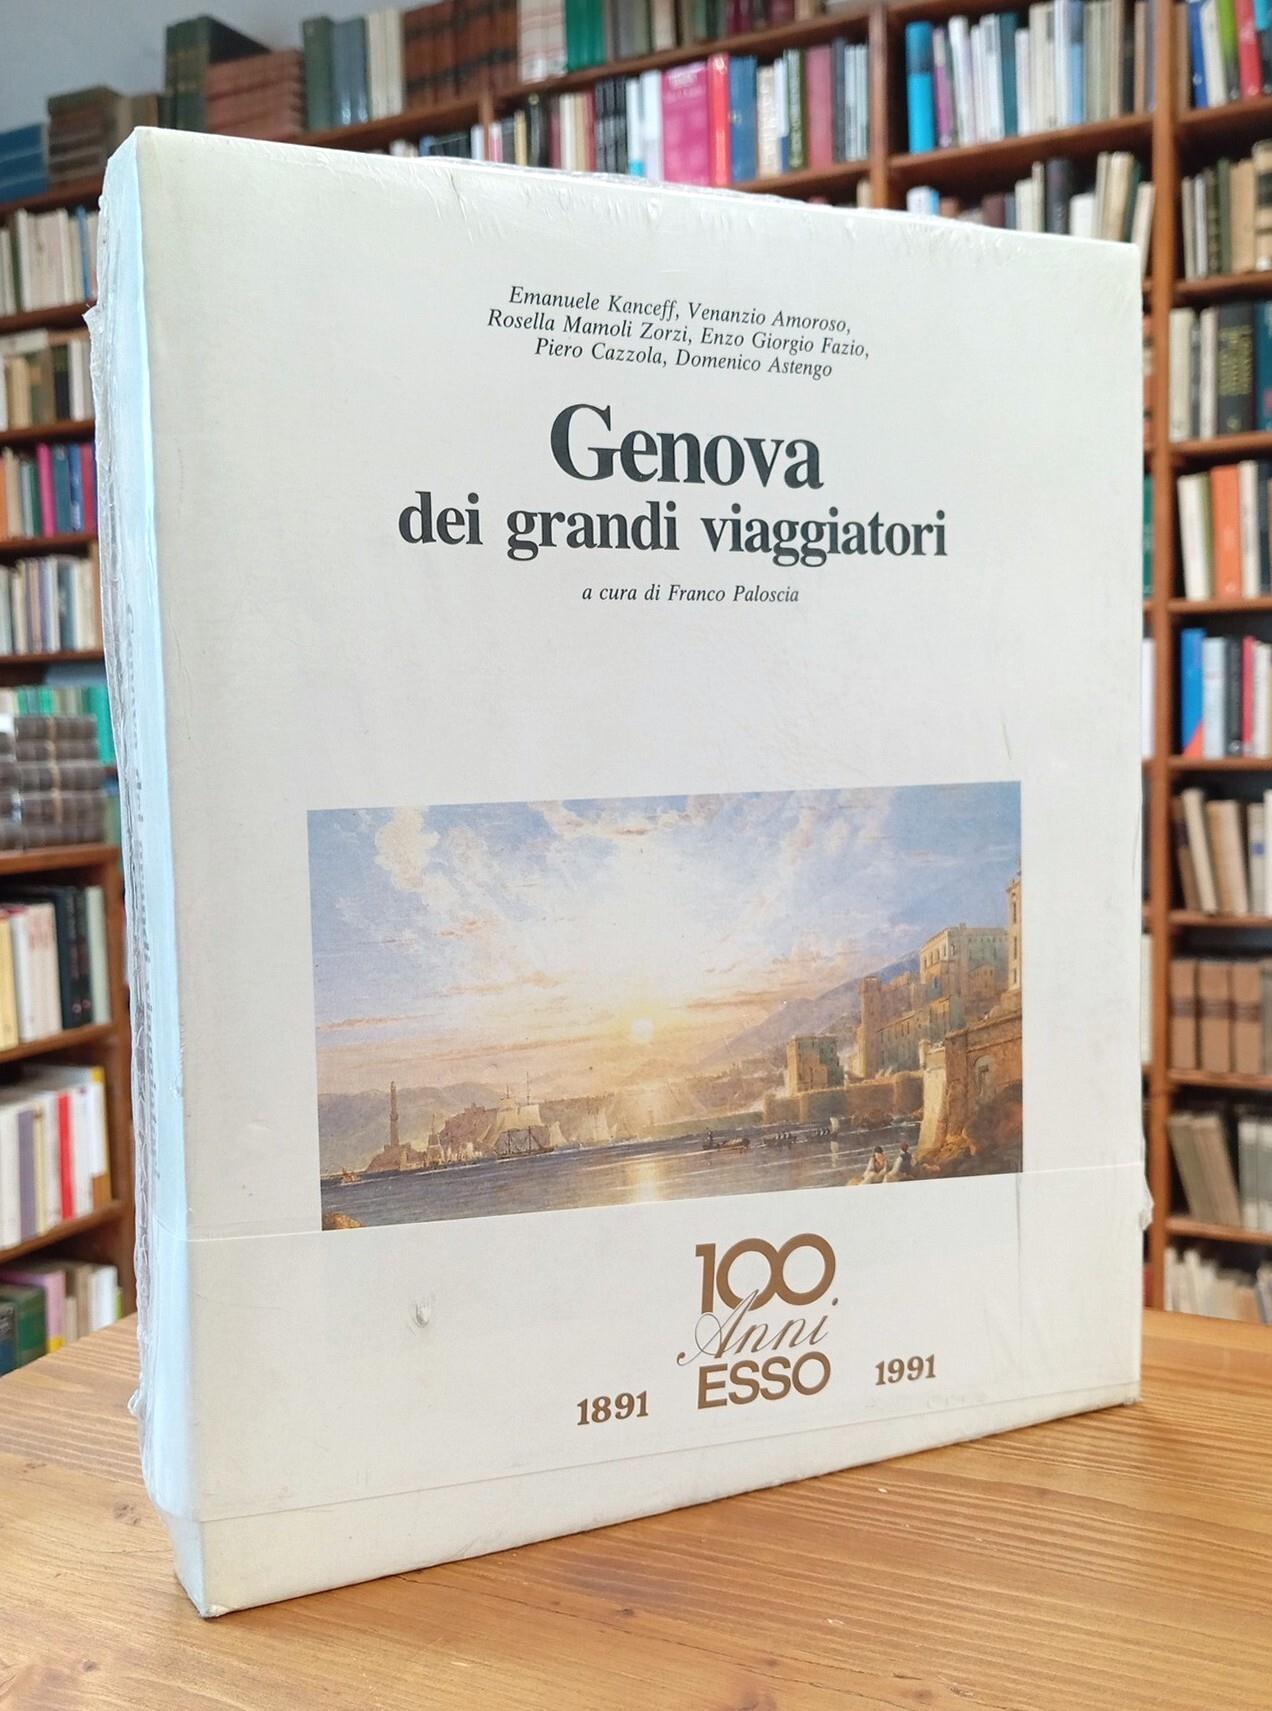 Emanuele Kanceff, Venanzio Amoroso,
Rosella Mamoli Zorzi, Enzo Giorgio Fazio,
Piero Cazzola, Domenico Astengo
Genova
dei grandi viaggiatori
a cura di Franco Paloscia
100
Anni
ESSO
1891
1991